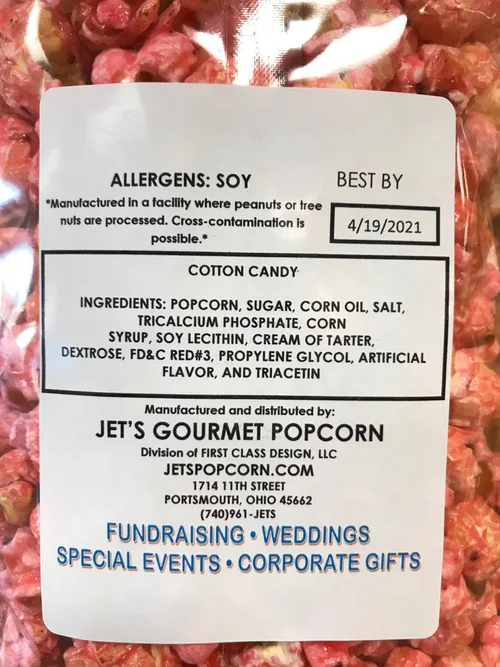 ALLERGENS: SOY
BEST BY
*Manufactured in a facility where peanuts or tree
nuts are processed. Cross-contamination is
possible.*
4/19/2021
COTTON CANDY
INGREDIENTS: POPCORN, SUGAR, CORN OIL, SALT,
TRICALCIUM PHOSPHATE, CORN
SYRUP, SOY LECITHIN, CREAM OF TARTER,
DEXTROSE, FD&C RED#3, PROPYLENE GLYCOL, ARTIFICIAL
FLAVOR, AND TRIACETIN
Manufactured and distributed by:
JET'S GOURMET POPCORN
Division of FIRST CLASS DESIGN, LLC
JETSPOPCORN.COM
1714 11TH STREET
PORTSMOUTH, OHIO 45662
(740)961-JETS
FUNDRAISING • WEDDINGS
SPECIAL EVENTS • CORPORATE GIFTS